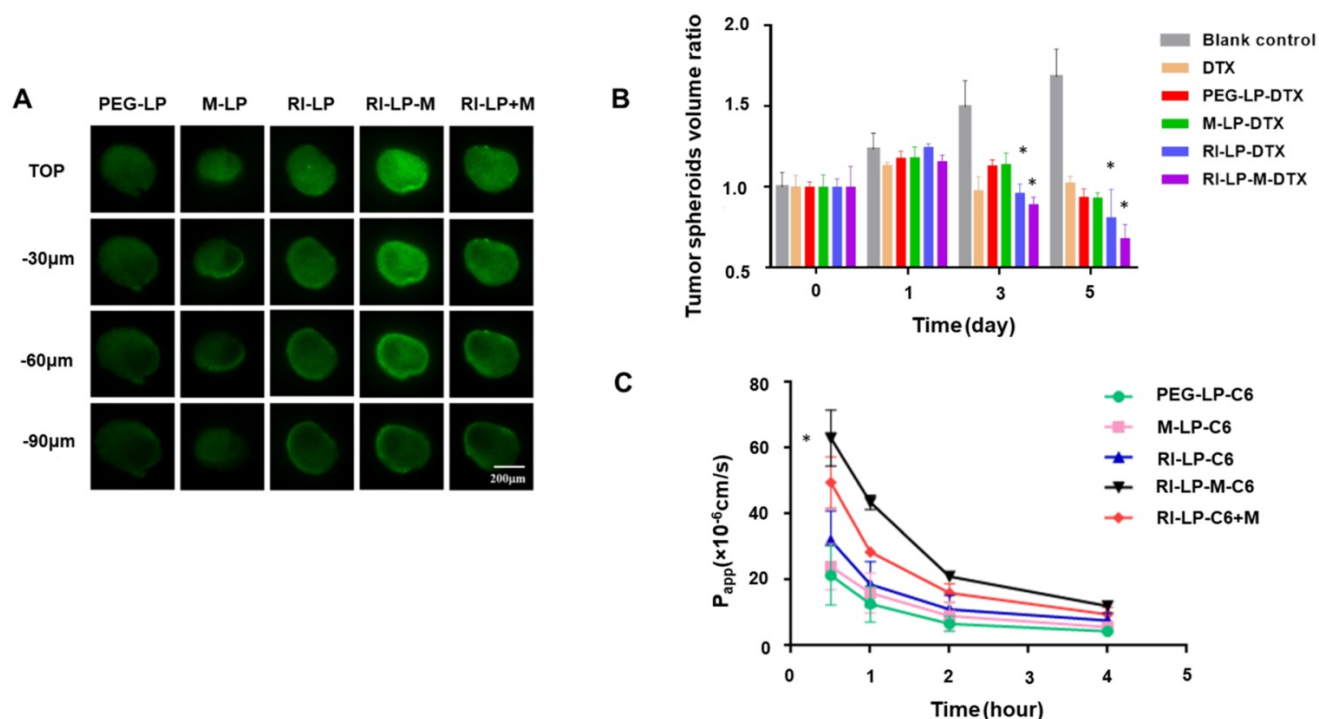 A
PEG-LP M-LP RI-LP RI-LP-M RI-LP+M
TOP
-30μm
-60μm
-90μm
200μm
B
Tumor spheroids volume ratio
2.0
1.5
1.0
0.5
0 1 3 5
Time(day)
* *
* *
Blank control
DTX
PEG-LP-DTX
M-LP-DTX
RI-LP-DTX
RI-LP-M-DTX
C
Papp(×10-6cm/s)
80
60
40
20
0
*
0 1 2 3 4 5
Time(hour)
PEG-LP-C6
M-LP-C6
RI-LP-C6
RI-LP-M-C6
RI-LP-C6+M